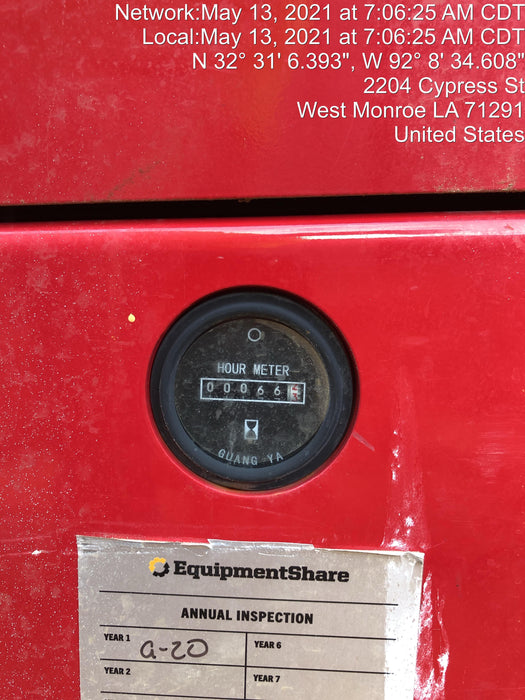 Network:May 13, 2021 at 7:06:25 AM CDT
Local:May 13, 2021 at 7:06:25 AM CDT
N 32° 31' 6.393", W 92° 8' 34.608"
2204 Cypress St
West Monroe LA 71291
United States
HOUR METER
00066
GUANG-YA
EquipmentShare
ANNUAL INSPECTION
YEAR 1 a-20 YEAR 6
YEAR 2 YEAR 7